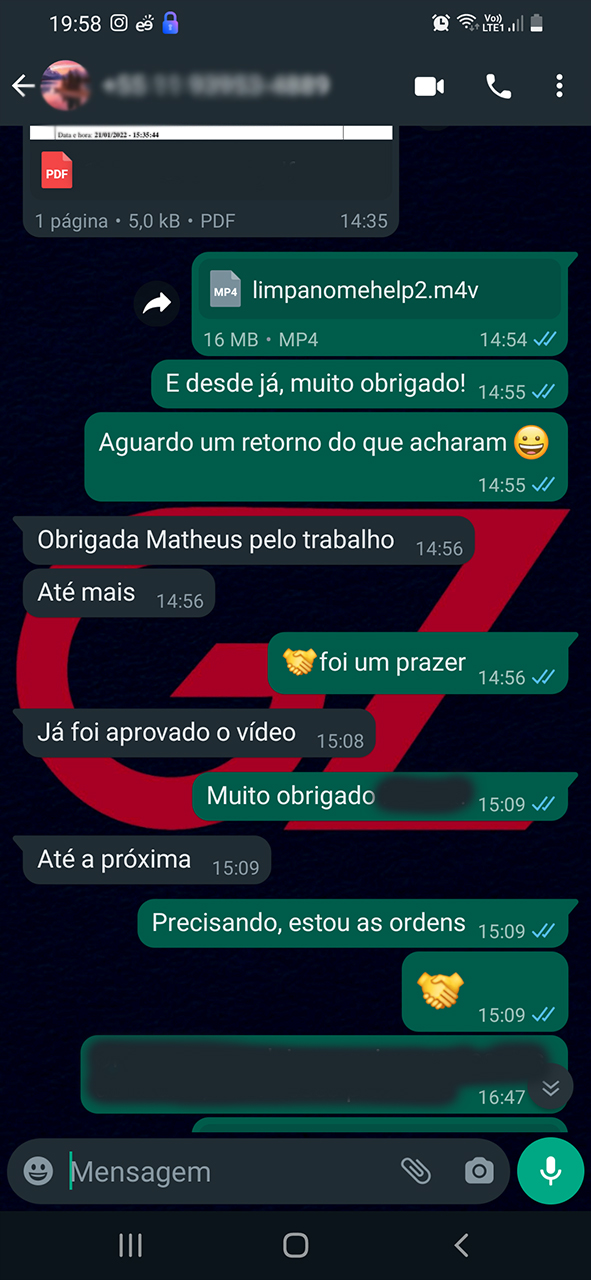 19:58
Vo))
LTE1
Data e hora: 21/01/2022 - 15:35:44
PDF
1 página • 5,0 kB • PDF 14:35
MP4 limpanomehelp2.m4v
16 MB • MP4 14:54
E desde já, muito obrigado! 14:55
Aguardo um retorno do que acharam 😀
14:55
Obrigada Matheus pelo trabalho 14:56
Até mais 14:56
🤝foi um prazer 14:56
Já foi aprovado o vídeo 15:08
Muito obrigado 15:09
Até a próxima 15:09
Precisando, estou as ordens 15:09
🤝 15:09
16:47
Mensagem